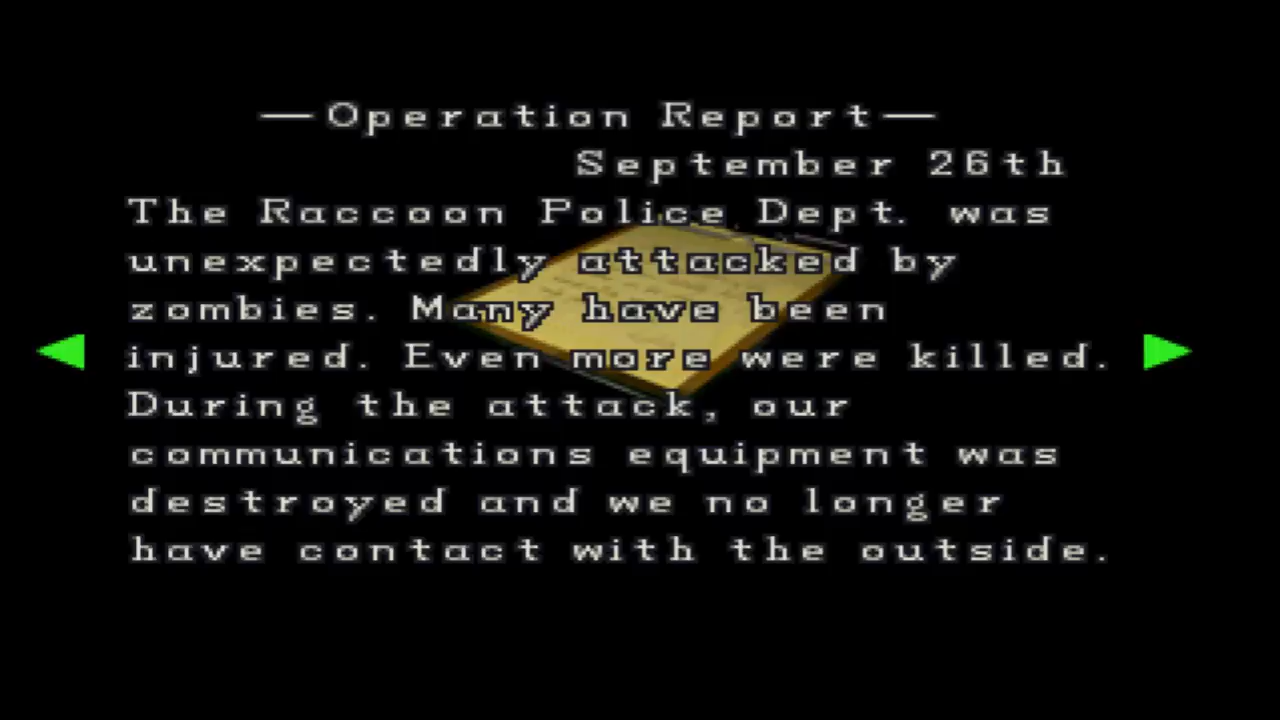 —Operation Report—
September 26th
The Raccoon Police Dept. was
unexpectedly attacked by
zombies. Many have been
injured. Even more were killed.
During the attack, our
communications equipment was
destroyed and we no longer
have contact with the outside.